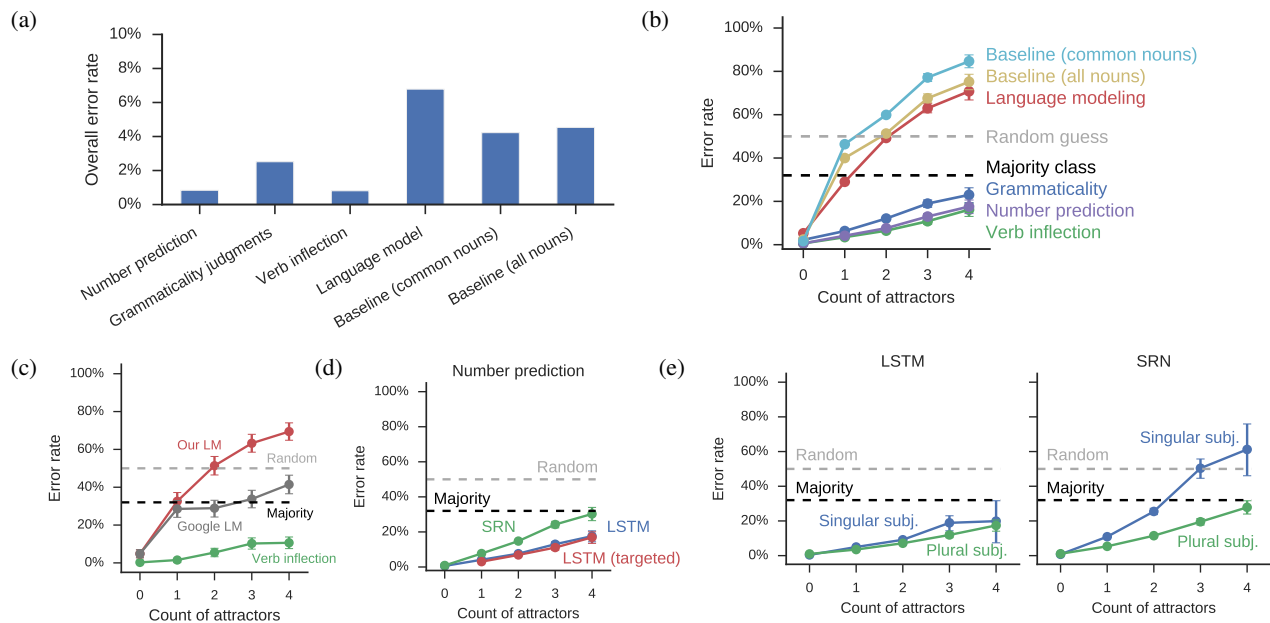 (a)
Overall error rate
10%
8%
6%
4%
2%
0%
Number prediction
Grammaticality judgments
Verb inflection
Language model
Baseline (common nouns)
Baseline (all nouns)
(b)
Error rate
100%
80%
60%
40%
20%
0%
Baseline (common nouns)
Baseline (all nouns)
Language modeling
Random guess
Majority class
Grammaticality
Number prediction
Verb inflection
0 1 2 3 4
Count of attractors
(c)
Error rate
100%
80%
60%
40%
20%
0%
Our LM
Random
Majority
Google LM
Verb inflection
0 1 2 3 4
Count of attractors
(d)
Number prediction
Error rate
100%
80%
60%
40%
20%
0%
Random
Majority
SRN
LSTM
LSTM (targeted)
0 1 2 3 4
Count of attractors
(e)
LSTM
Error rate
100%
80%
60%
40%
20%
0%
Random
Majority
Singular subj.
Plural subj.
0 1 2 3 4
Count of attractors
SRN
100%
80%
60%
40%
20%
0%
Singular subj.
Random
Majority
Plural subj.
0 1 2 3 4
Count of attractors